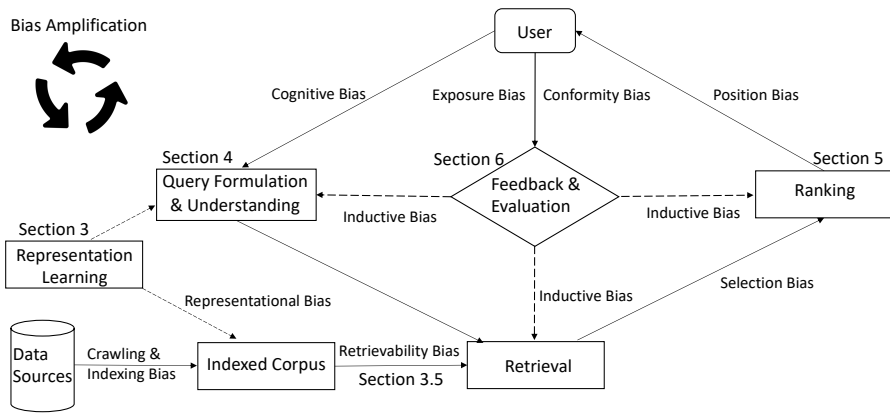 Bias Amplification
User
Cognitive Bias
Exposure Bias
Conformity Bias
Position Bias
Section 4
Query Formulation
& Understanding
Section 6
Feedback &
Evaluation
Section 5
Ranking
Inductive Bias
Inductive Bias
Section 3
Representation
Learning
Representational Bias
Inductive Bias
Selection Bias
Data
Sources
Crawling &
Indexing Bias
Indexed Corpus
Retrievability Bias
Section 3.5
Retrieval